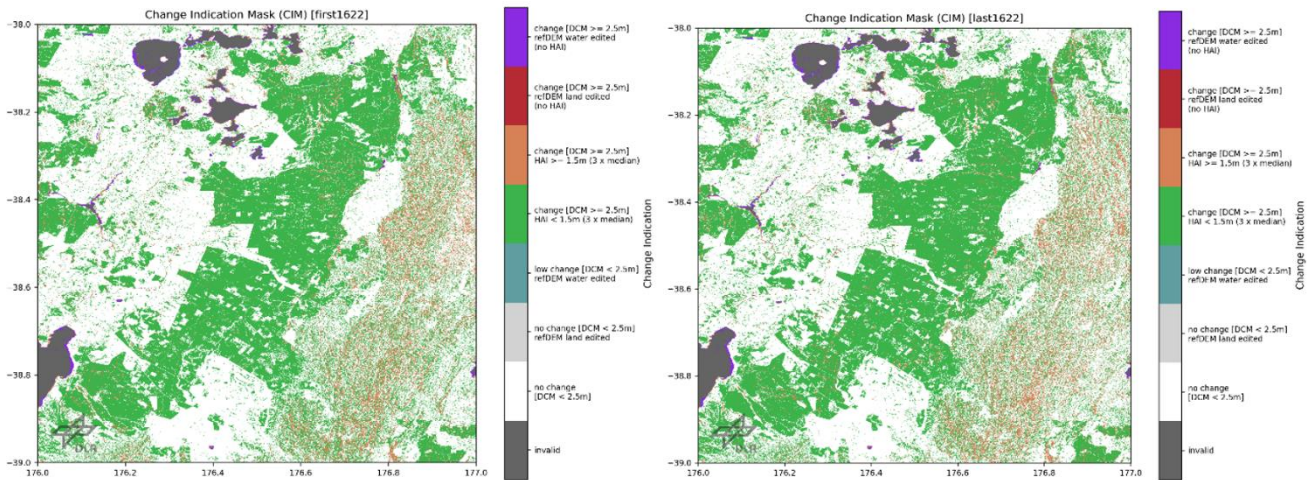 Change Indication Mask (CIM) [first1622]
−38.0
−38.2
−38.4
−38.6
−38.8
−39.0
176.0
176.2
176.4
176.6
176.8
177.0
DLR
change [DCM >= 2.5m]
refDEM water edited
(no HAI)
change [DCM >= 2.5m]
refDEM land edited
(no HAI)
change [DCM >= 2.5m]
HAI >= 1.5m (3 x median)
change [DCM >= 2.5m]
HAI < 1.5m (3 x median)
low change [DCM < 2.5m]
refDEM water edited
no change [DCM < 2.5m]
refDEM land edited
no change
[DCM < 2.5m]
invalid
Change Indication
Change Indication Mask (CIM) [last1622]
−38.0
−38.2
−38.4
−38.6
−38.8
−39.0
176.0
176.2
176.4
176.6
176.8
177.0
DLR
change [DCM >= 2.5m]
refDEM water edited
(no HAI)
change [DCM >= 2.5m]
refDEM land edited
(no HAI)
change [DCM >= 2.5m]
HAI >= 1.5m (3 x median)
change [DCM >= 2.5m]
HAI < 1.5m (3 x median)
low change [DCM < 2.5m]
refDEM water edited
no change [DCM < 2.5m]
refDEM land edited
no change
[DCM < 2.5m]
invalid
Change Indication